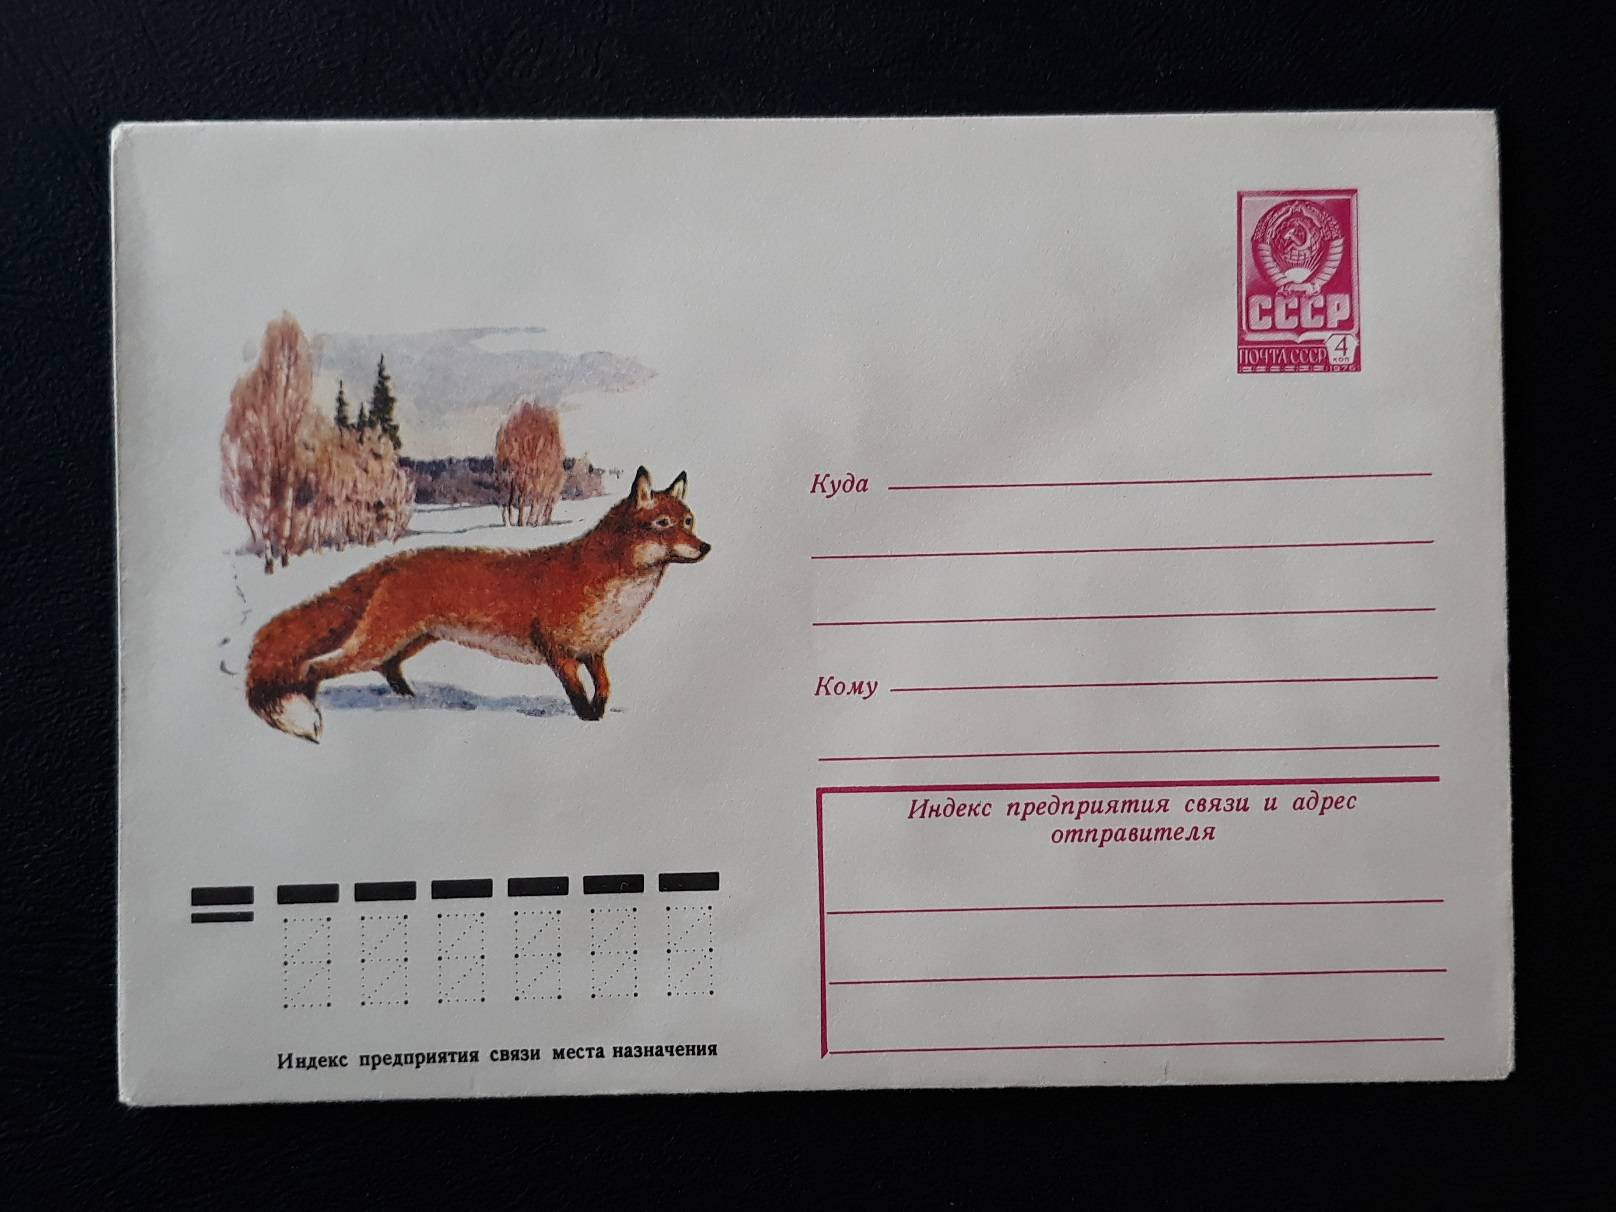 СССР
ПОЧТА СССР 4
КОП
1976
Куда
Кому
Индекс предприятия связи и адрес
отправителя
Индекс предприятия связи места назначения